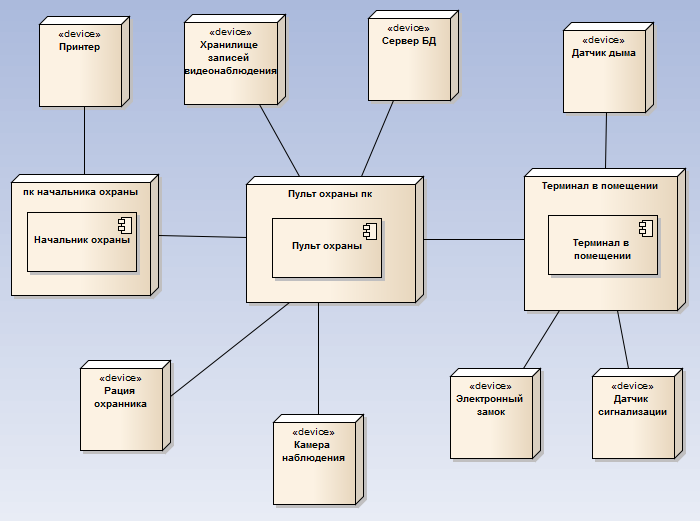 «device»
Принтер
«device»
Хранилище
записей
видеонаблюдения
«device»
Сервер БД
«device»
Датчик дыма
пк начальника охраны
Начальник охраны
Пульт охраны пк
Пульт охраны
Терминал в помещении
Терминал в
помещении
«device»
Рация
охранника
«device»
Камера
наблюдения
«device»
Электронный
замок
«device»
Датчик
сигнализации